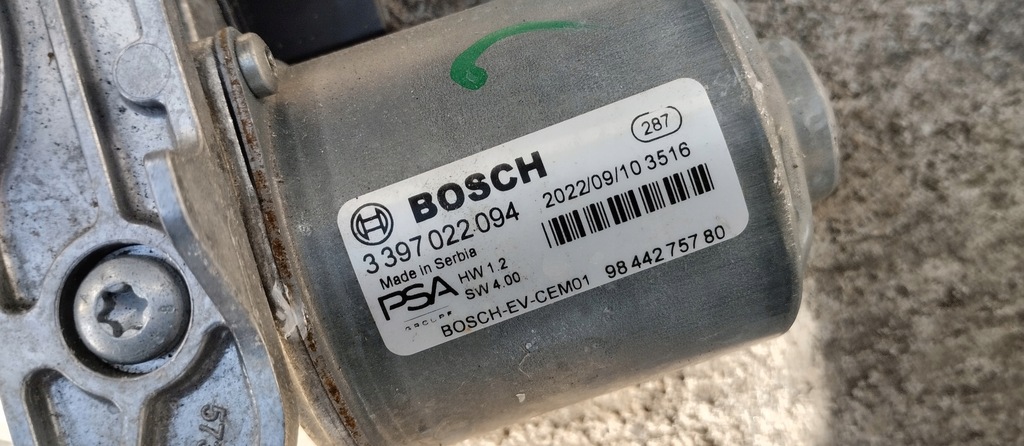 287
BOSCH
2022/09/10 3516
3 397 022 094
Made in Serbia
PSA HW 1.2
GROUPE SW 4.00
BOSCH-EV-CEM01 98 442 757 80